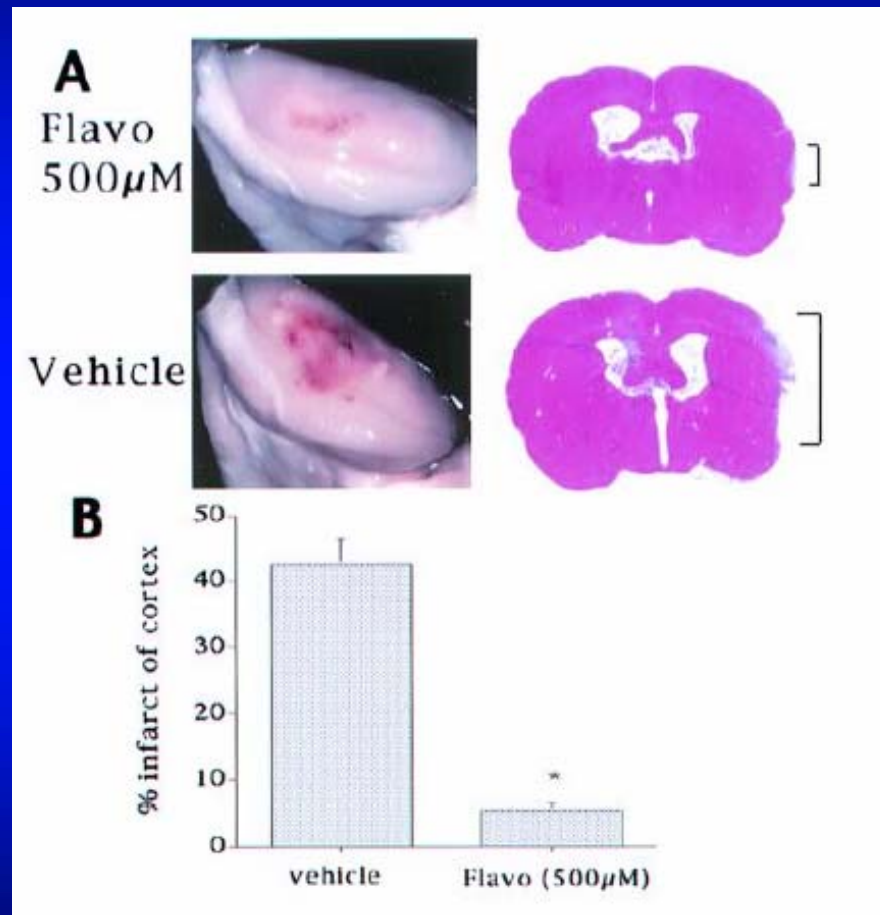 A
Flavo
500µM
Vehicle
B
% infarct of cortex
50
40
30
20
10
0
*
vehicle
Flavo (500µM)